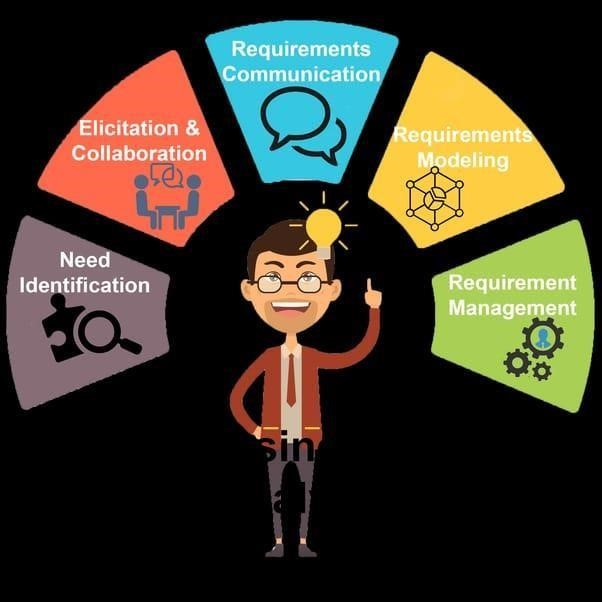 Requirements
Communication
Elicitation &
Collaboration
Requirements
Modeling
Need
Identification
Requirement
Management